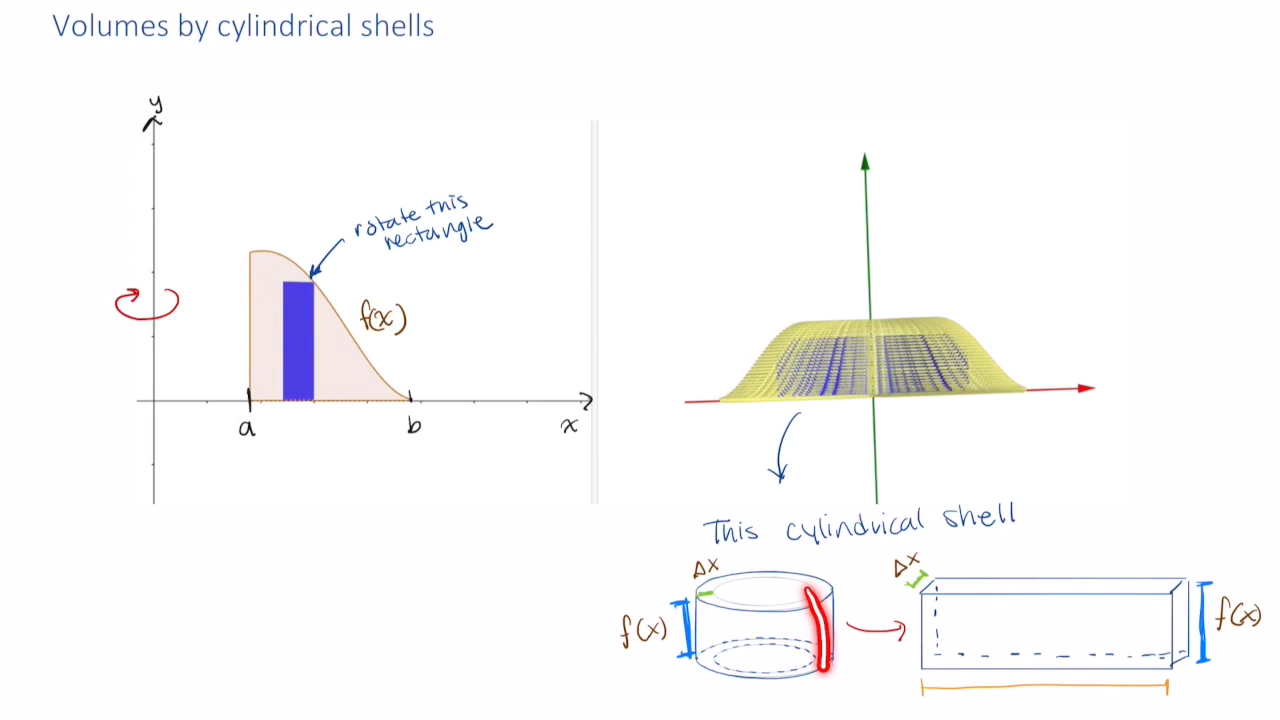 Volumes by cylindrical shells
y
rotate this
rectangle
f(x)
a
b
x
This cylindrical shell
Δx
Δx
f(x)
f(x)